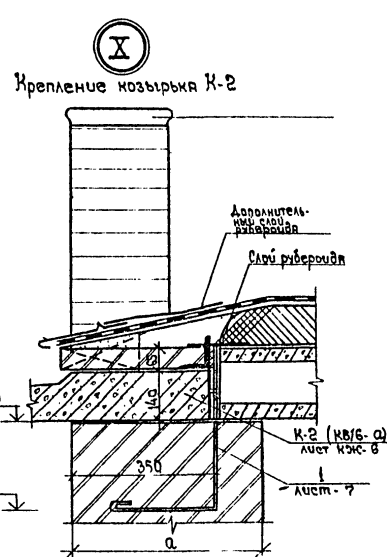 X
Крепление козырька К-2
Дополнитель-
ный слой
рубероида
Слой рубероида
140
К-2 (КВ16-а)
лист КЖ-6
350
1
лист-7
а